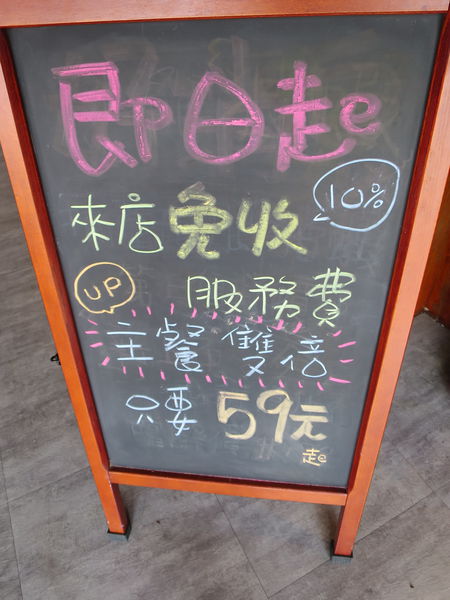 即日起
10%
來店免收
服務費
UP
主餐雙倍
只要59元
起